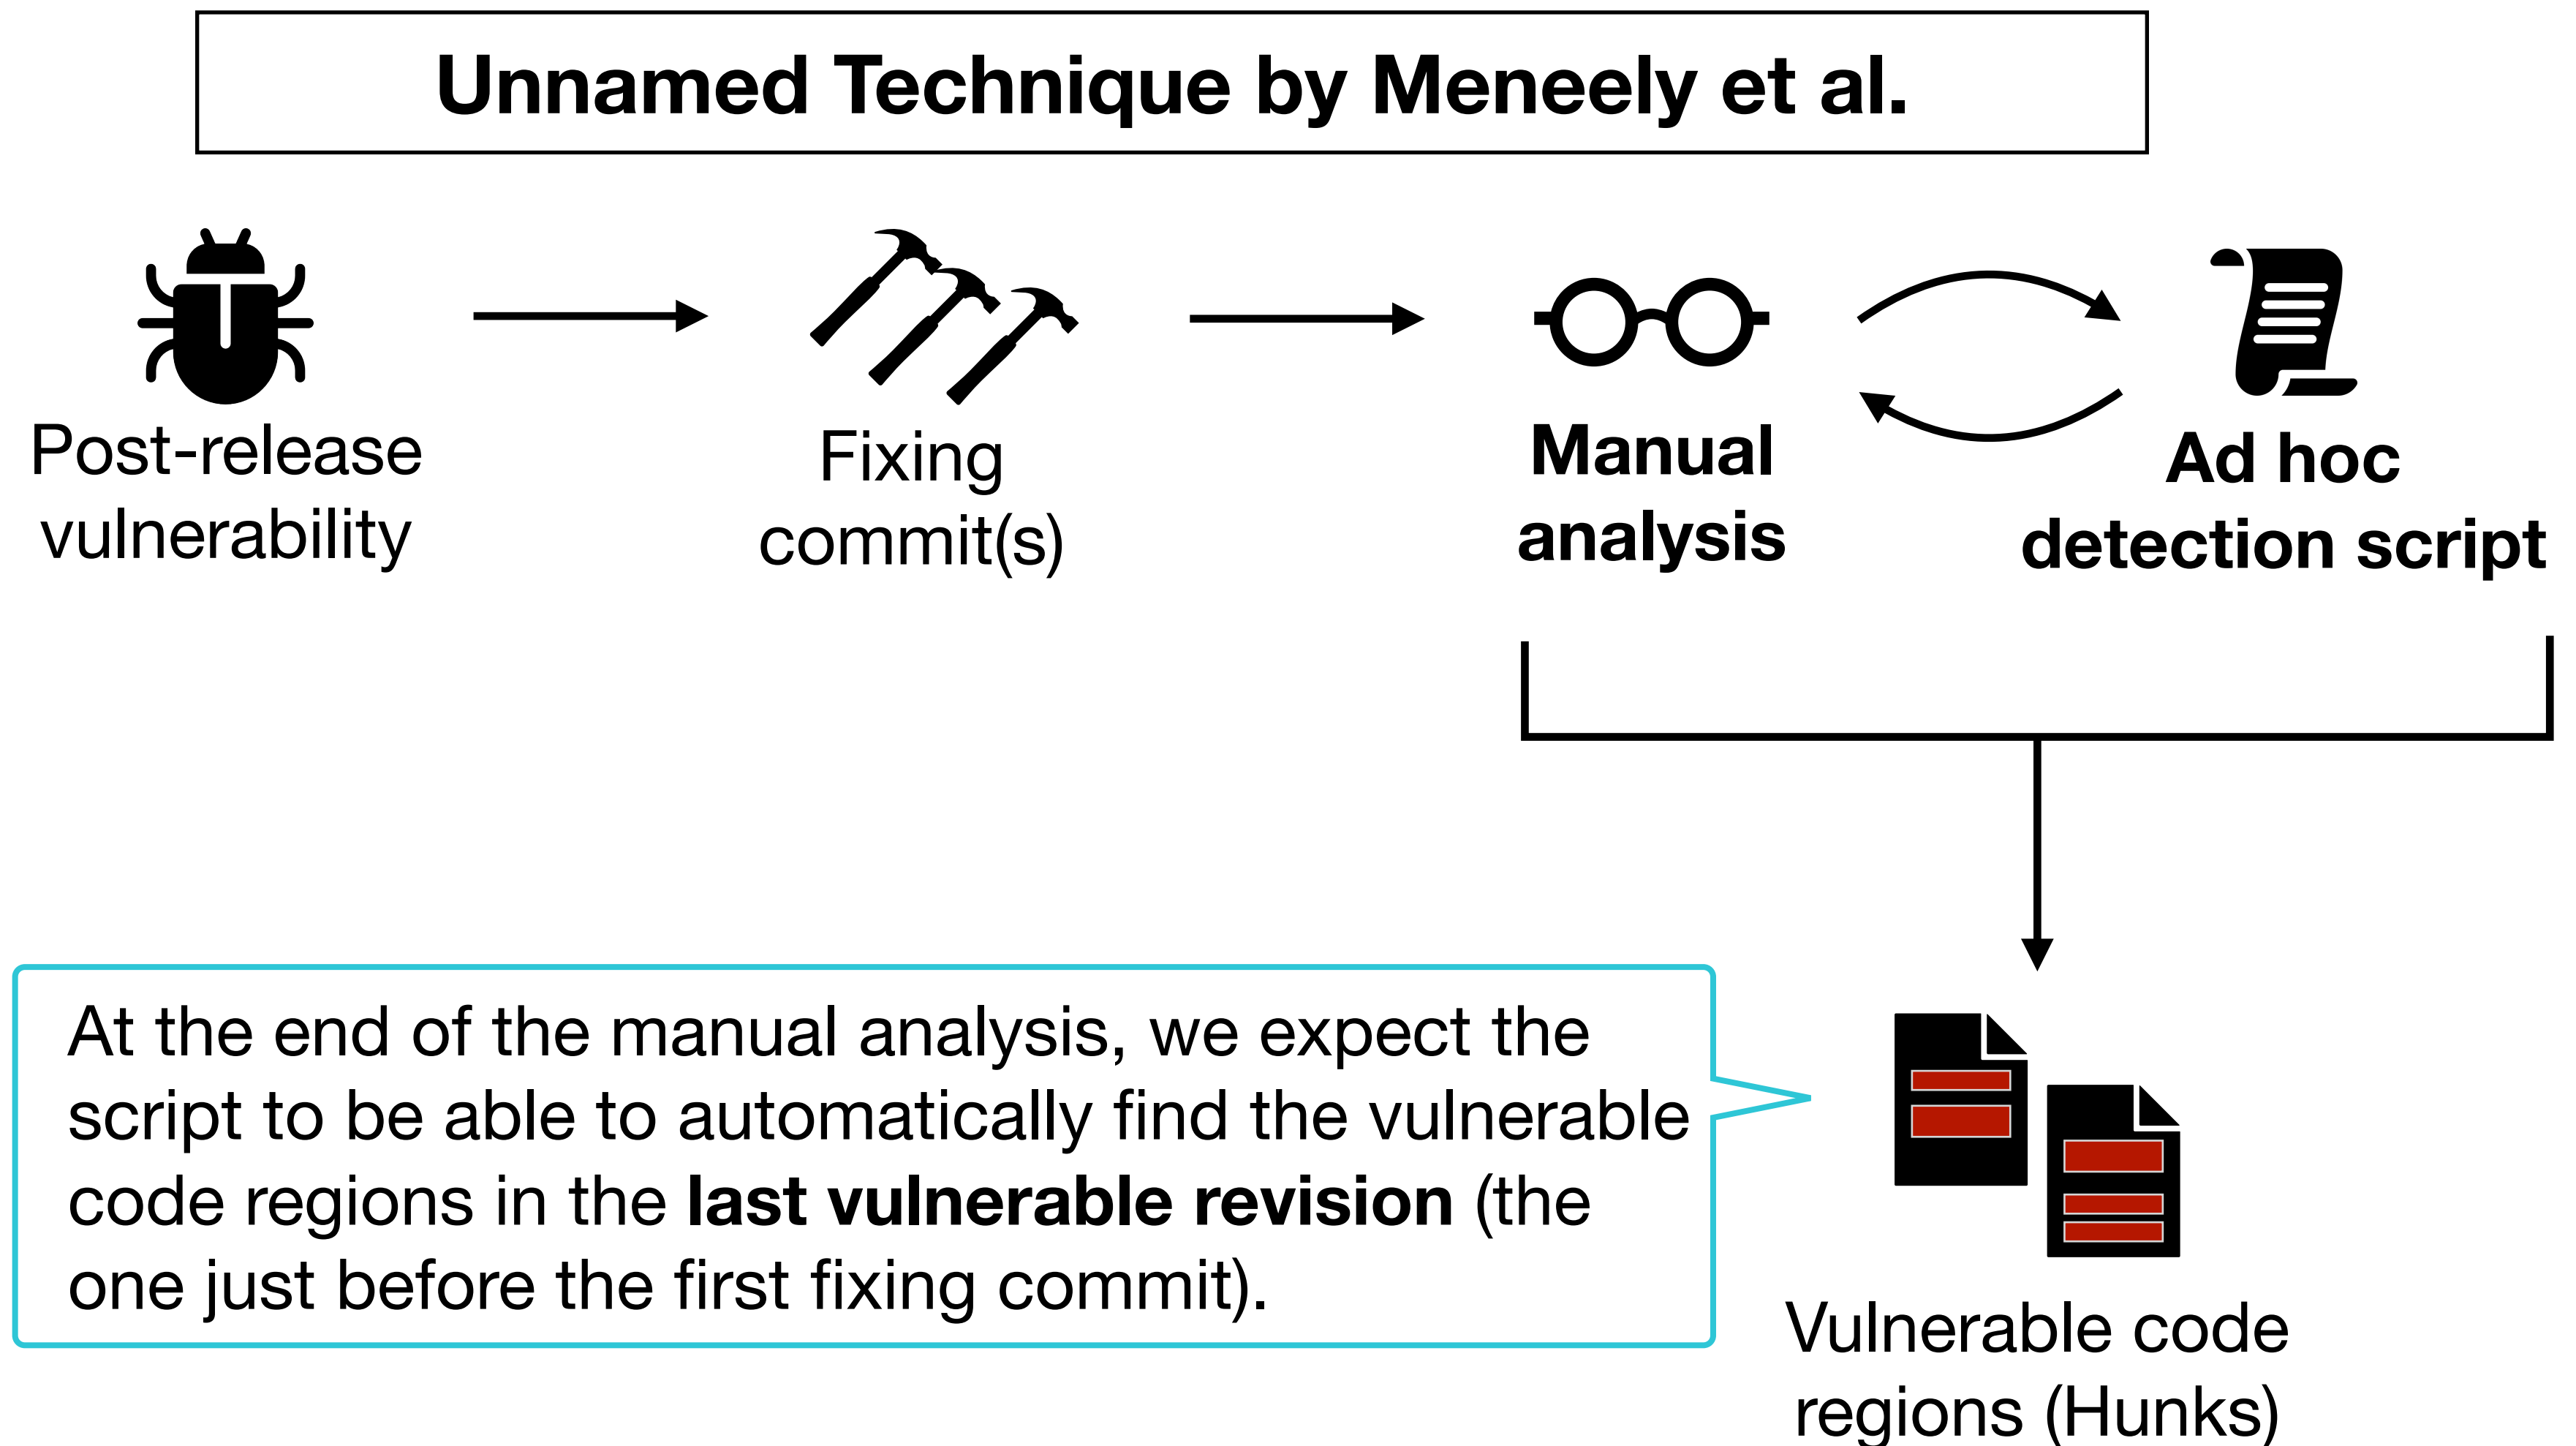 Unnamed Technique by Meneely et al.
Post-release
vulnerability
Fixing
commit(s)
Manual
analysis
Ad hoc
detection script
At the end of the manual analysis, we expect the
script to be able to automatically find the vulnerable
code regions in the last vulnerable revision (the
one just before the first fixing commit).
Vulnerable code
regions (Hunks)